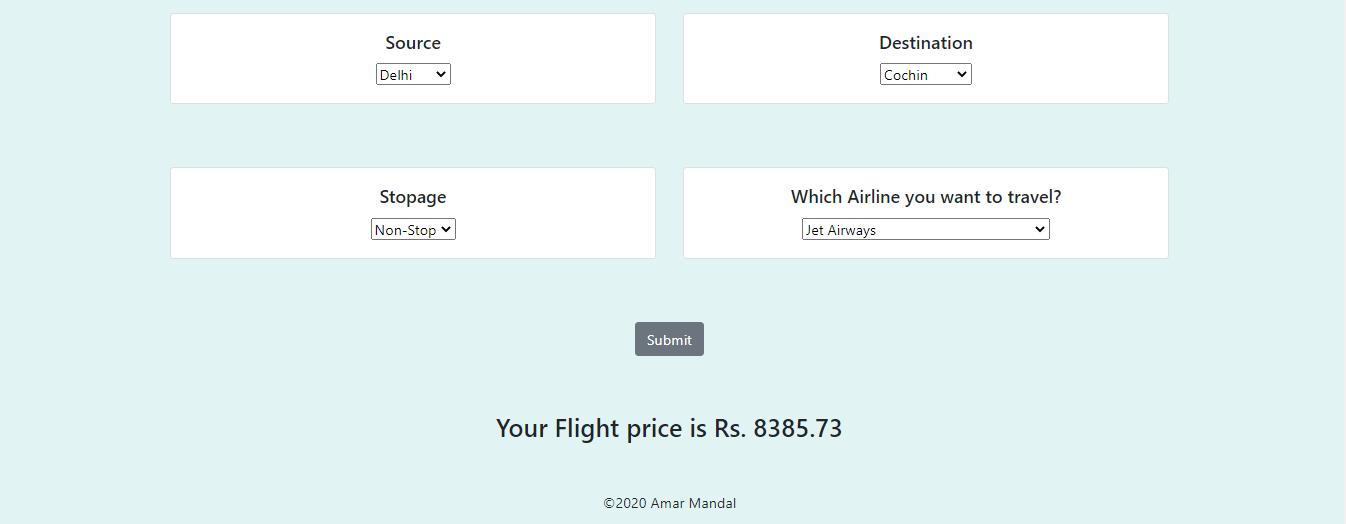 Source
Delhi
Destination
Cochin
Stopage
Non-Stop
Which Airline you want to travel?
Jet Airways
Submit
Your Flight price is Rs. 8385.73
©2020 Amar Mandal